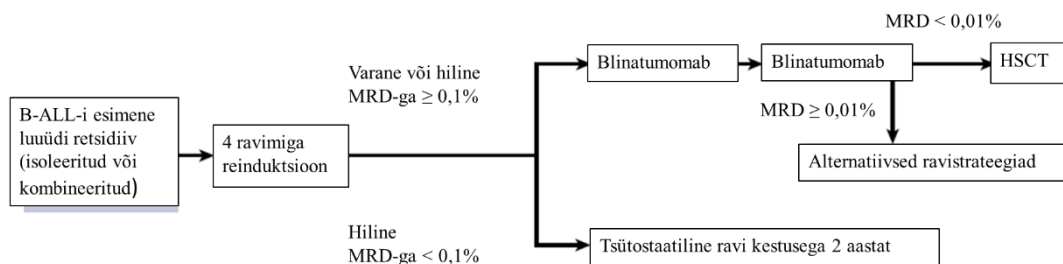 B-ALL-i esimene
luuüdi retsidiiv
(isoleeritud või
kombineeritud)
4 ravimiga
reinduktsioon
Varane või hiline
MRD-ga ≥ 0,1%
Blinatumomab
Blinatumomab
MRD < 0,01%
HSCT
MRD ≥ 0,01%
Alternatiivsed ravistrateegiad
Hiline
MRD-ga < 0,1%
Tsütostaatiline ravi kestusega 2 aastat